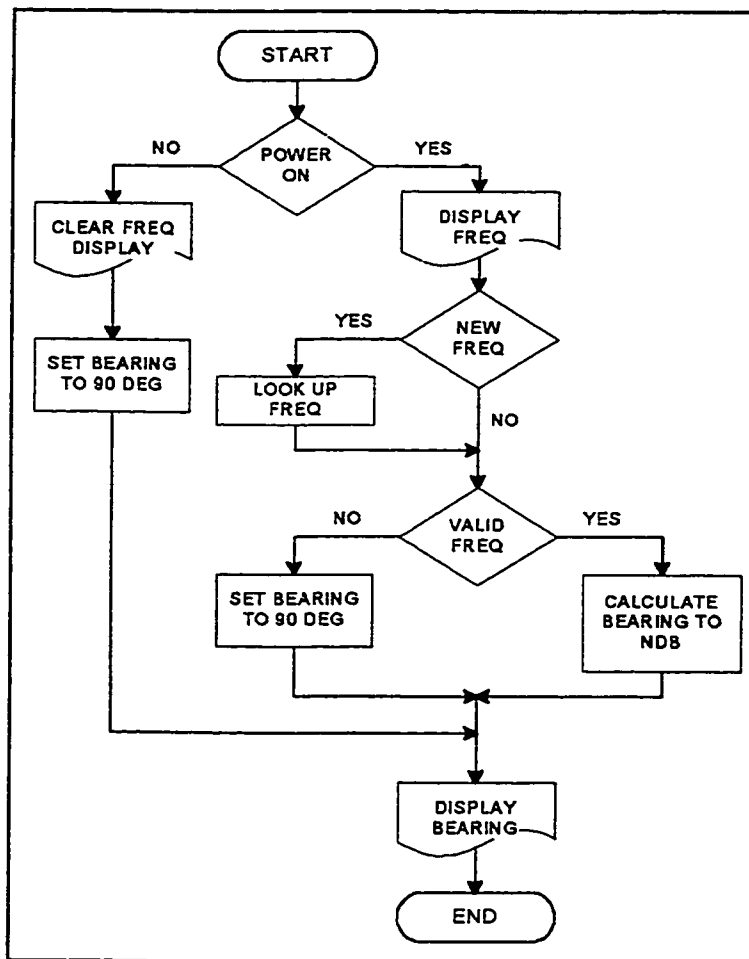 START
NO
POWER
ON
YES
CLEAR FREQ
DISPLAY
DISPLAY
FREQ
YES
NEW
FREQ
SET BEARING
TO 90 DEG
LOOK UP
FREQ
NO
NO
VALID
FREQ
YES
SET BEARING
TO 90 DEG
CALCULATE
BEARING TO
NDB
DISPLAY
BEARING
END